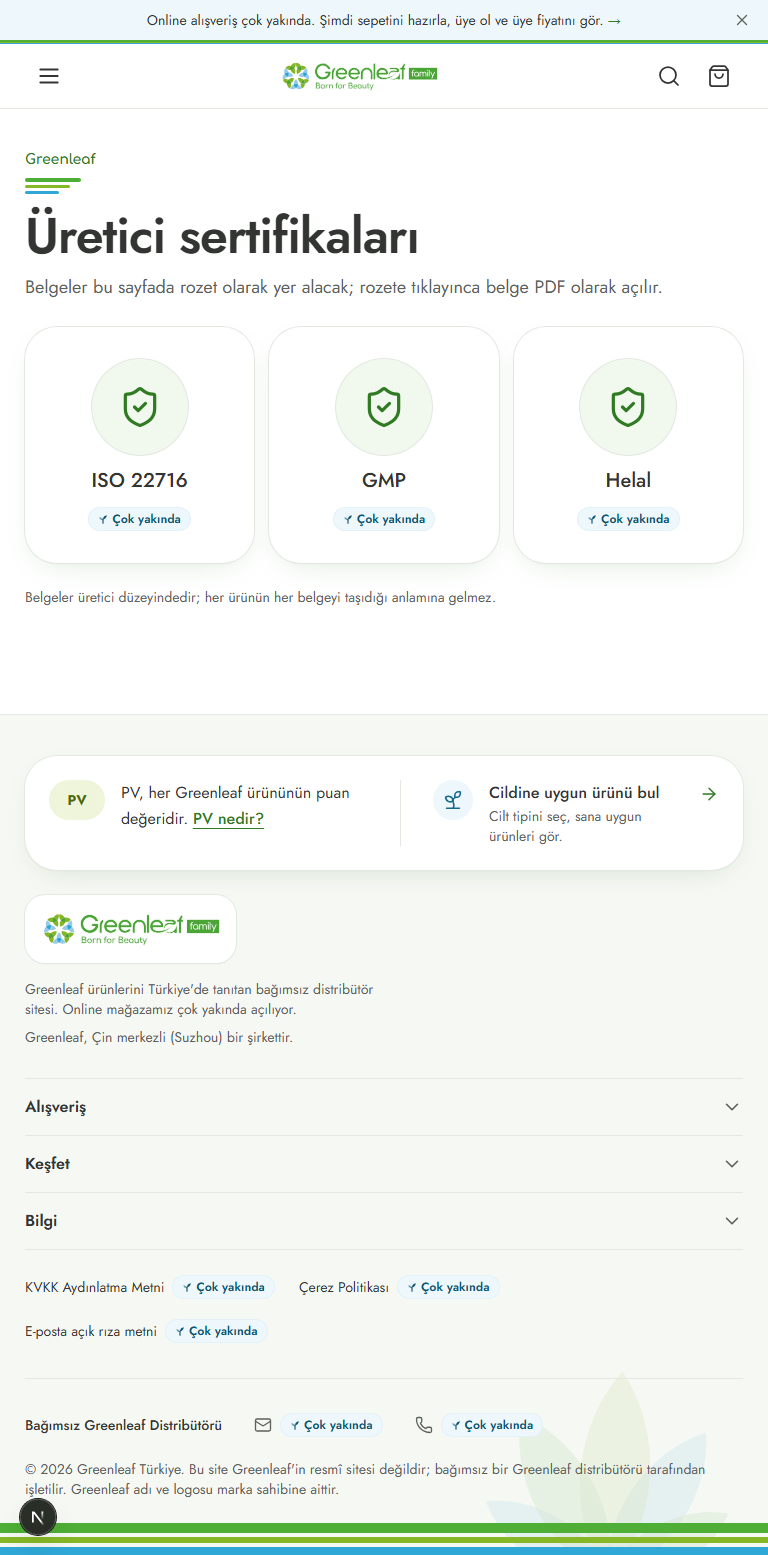 Online alışveriş çok yakında. Şimdi sepetini hazırla, üye ol ve üye fiyatını gör. →
Greenleaf family
Born for Beauty
Greenleaf
Üretici sertifikaları
Belgeler bu sayfada rozet olarak yer alacak; rozete tıklayınca belge PDF olarak açılır.
ISO 22716
Çok yakında
GMP
Çok yakında
Helal
Çok yakında
Belgeler üretici düzeyindedir; her ürünün her belgeyi taşıdığı anlamına gelmez.
PV
PV, her Greenleaf ürününün puan
değeridir. PV nedir?
Cildine uygun ürünü bul
Cilt tipini seç, sana uygun
ürünleri gör.
Greenleaf family
Born for Beauty
Greenleaf ürünlerini Türkiye'de tanıtan bağımsız distribütör
sitesi. Online mağazamız çok yakında açılıyor.
Greenleaf, Çin merkezli (Suzhou) bir şirkettir.
Alışveriş
Keşfet
Bilgi
KVKK Aydınlatma Metni Çok yakında Çerez Politikası Çok yakında
E-posta açık rıza metni Çok yakında
Bağımsız Greenleaf Distribütörü Çok yakında Çok yakında
© 2026 Greenleaf Türkiye. Bu site Greenleaf'in resmî sitesi değildir; bağımsız bir Greenleaf distribütörü tarafından
işletilir. Greenleaf adı ve logosu marka sahibine aittir.
N